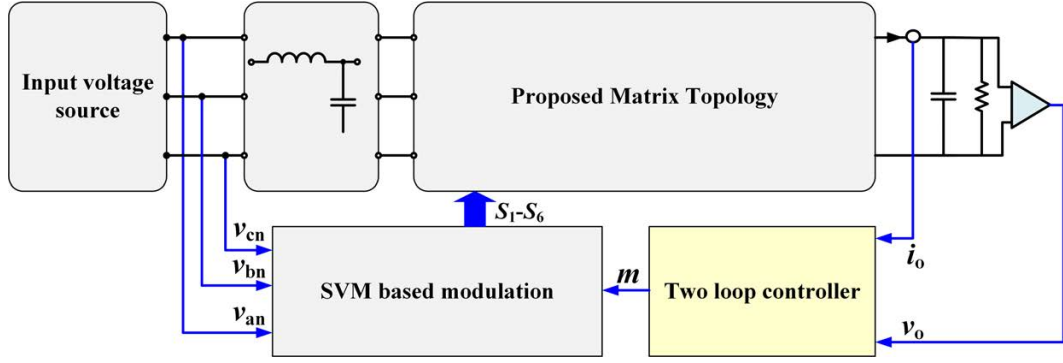 Input voltage
source
Proposed Matrix Topology
S1-S6
vcn
vbn
van
SVM based modulation
m
Two loop controller
io
vo